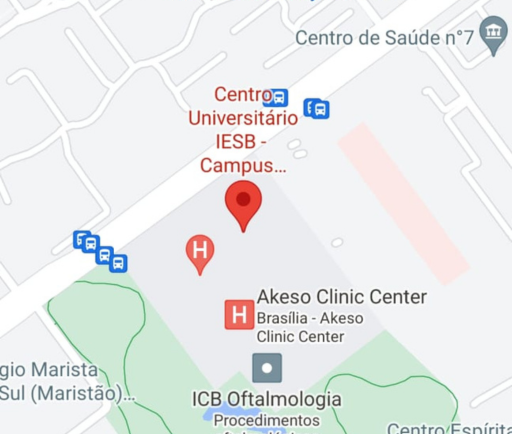 Centro de Saúde n°7
Centro
Universitário
IESB -
Campus...
H
H
Akeso Clinic Center
Brasília - Akeso
Clinic Center
gio Marista
Sul (Maristão)...
ICB Oftalmologia
Procedimentos
Centro Espírita